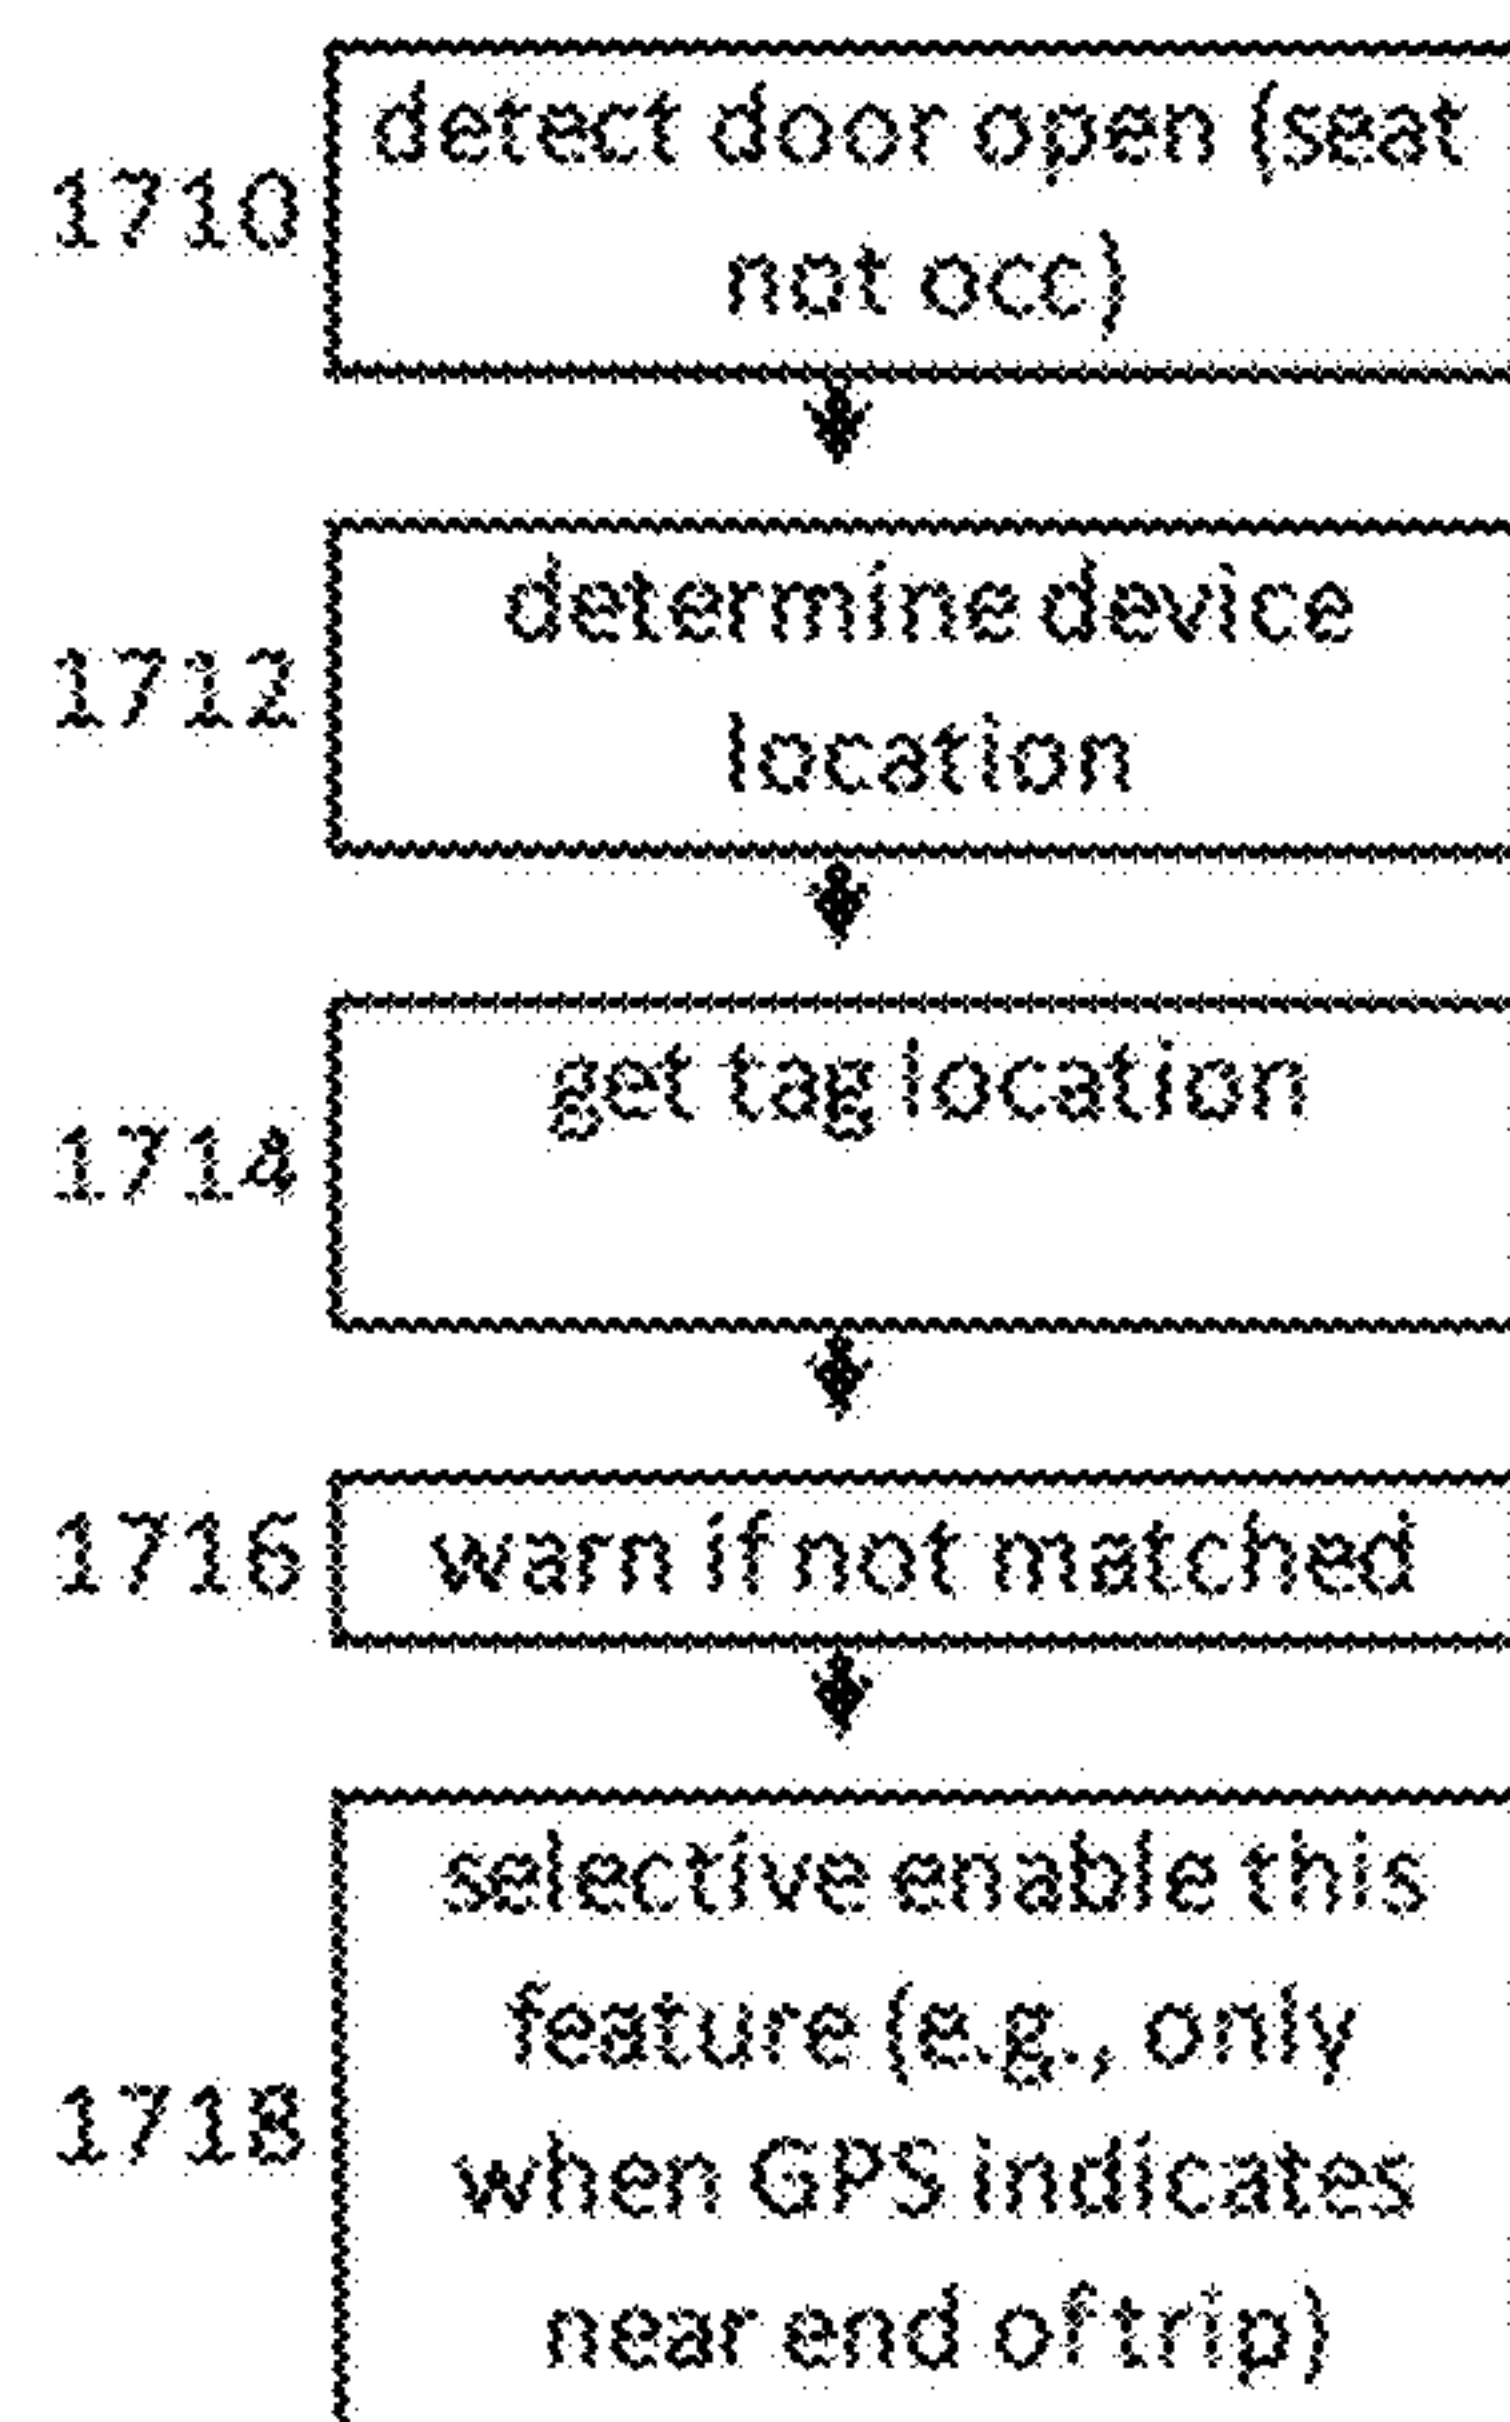 detect door open (seat
1710
not occ)
determine device
1712
location
get tag location
1714
1716 warn if not matched
selective enable this
feature (e.g., only
1718
when GPS indicates
near end of trip)